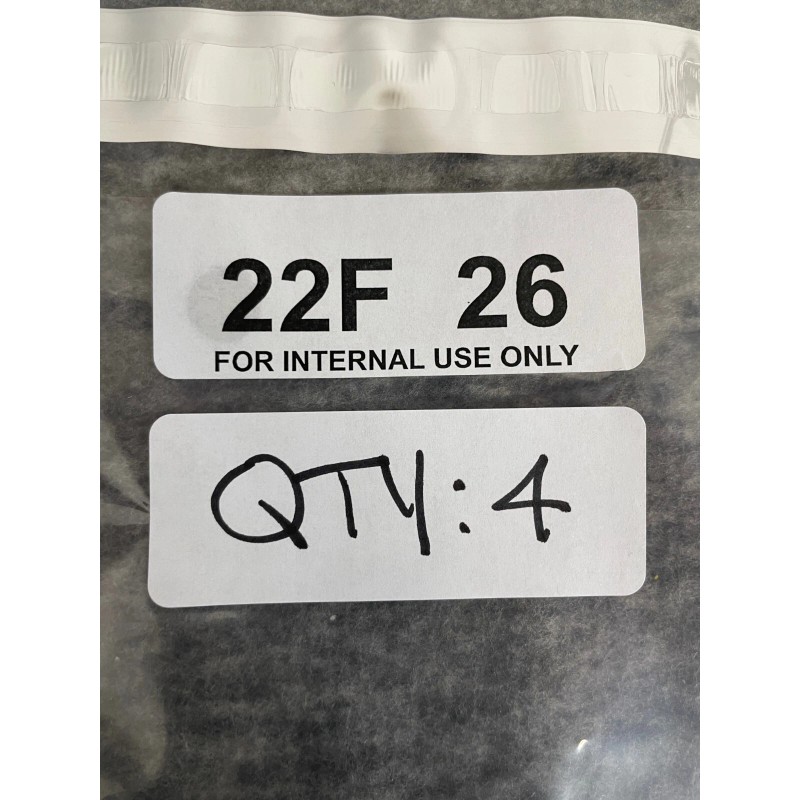 22F 26
FOR INTERNAL USE ONLY
QTY: 4